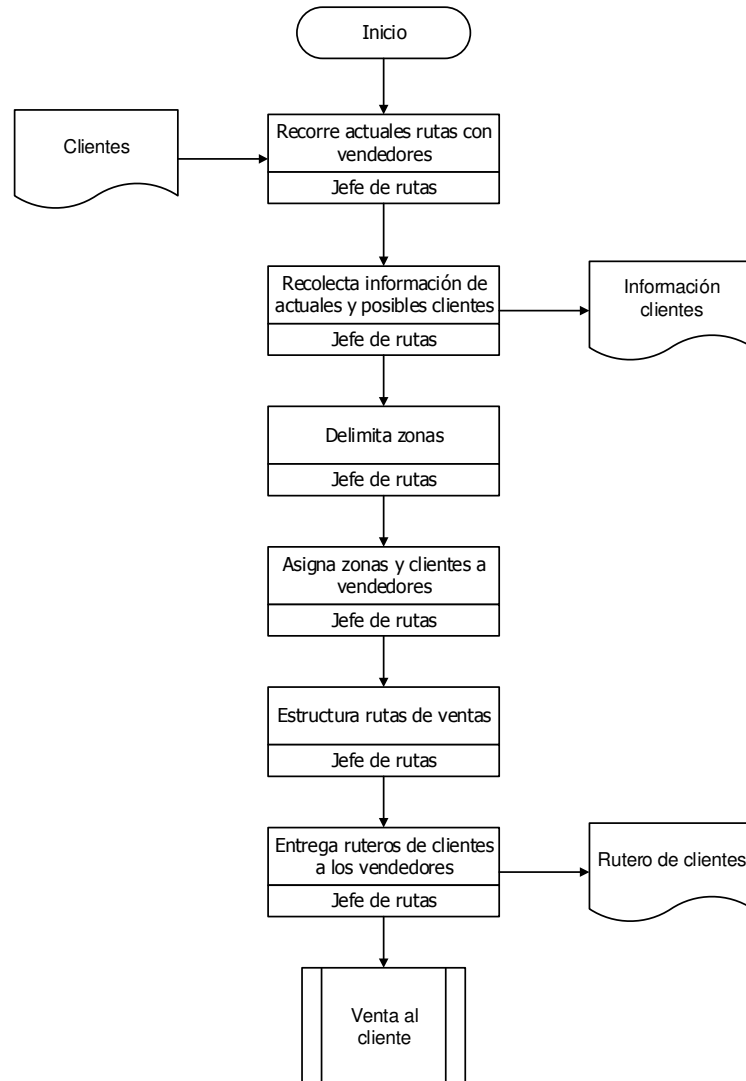 Inicio
Clientes
Recorre actuales rutas con
vendedores
Jefe de rutas
Recolecta información de
actuales y posibles clientes
Jefe de rutas
Información
clientes
Delimita zonas
Jefe de rutas
Asigna zonas y clientes a
vendedores
Jefe de rutas
Estructura rutas de ventas
Jefe de rutas
Entrega ruteros de clientes
a los vendedores
Jefe de rutas
Rutero de clientes
Venta al
cliente